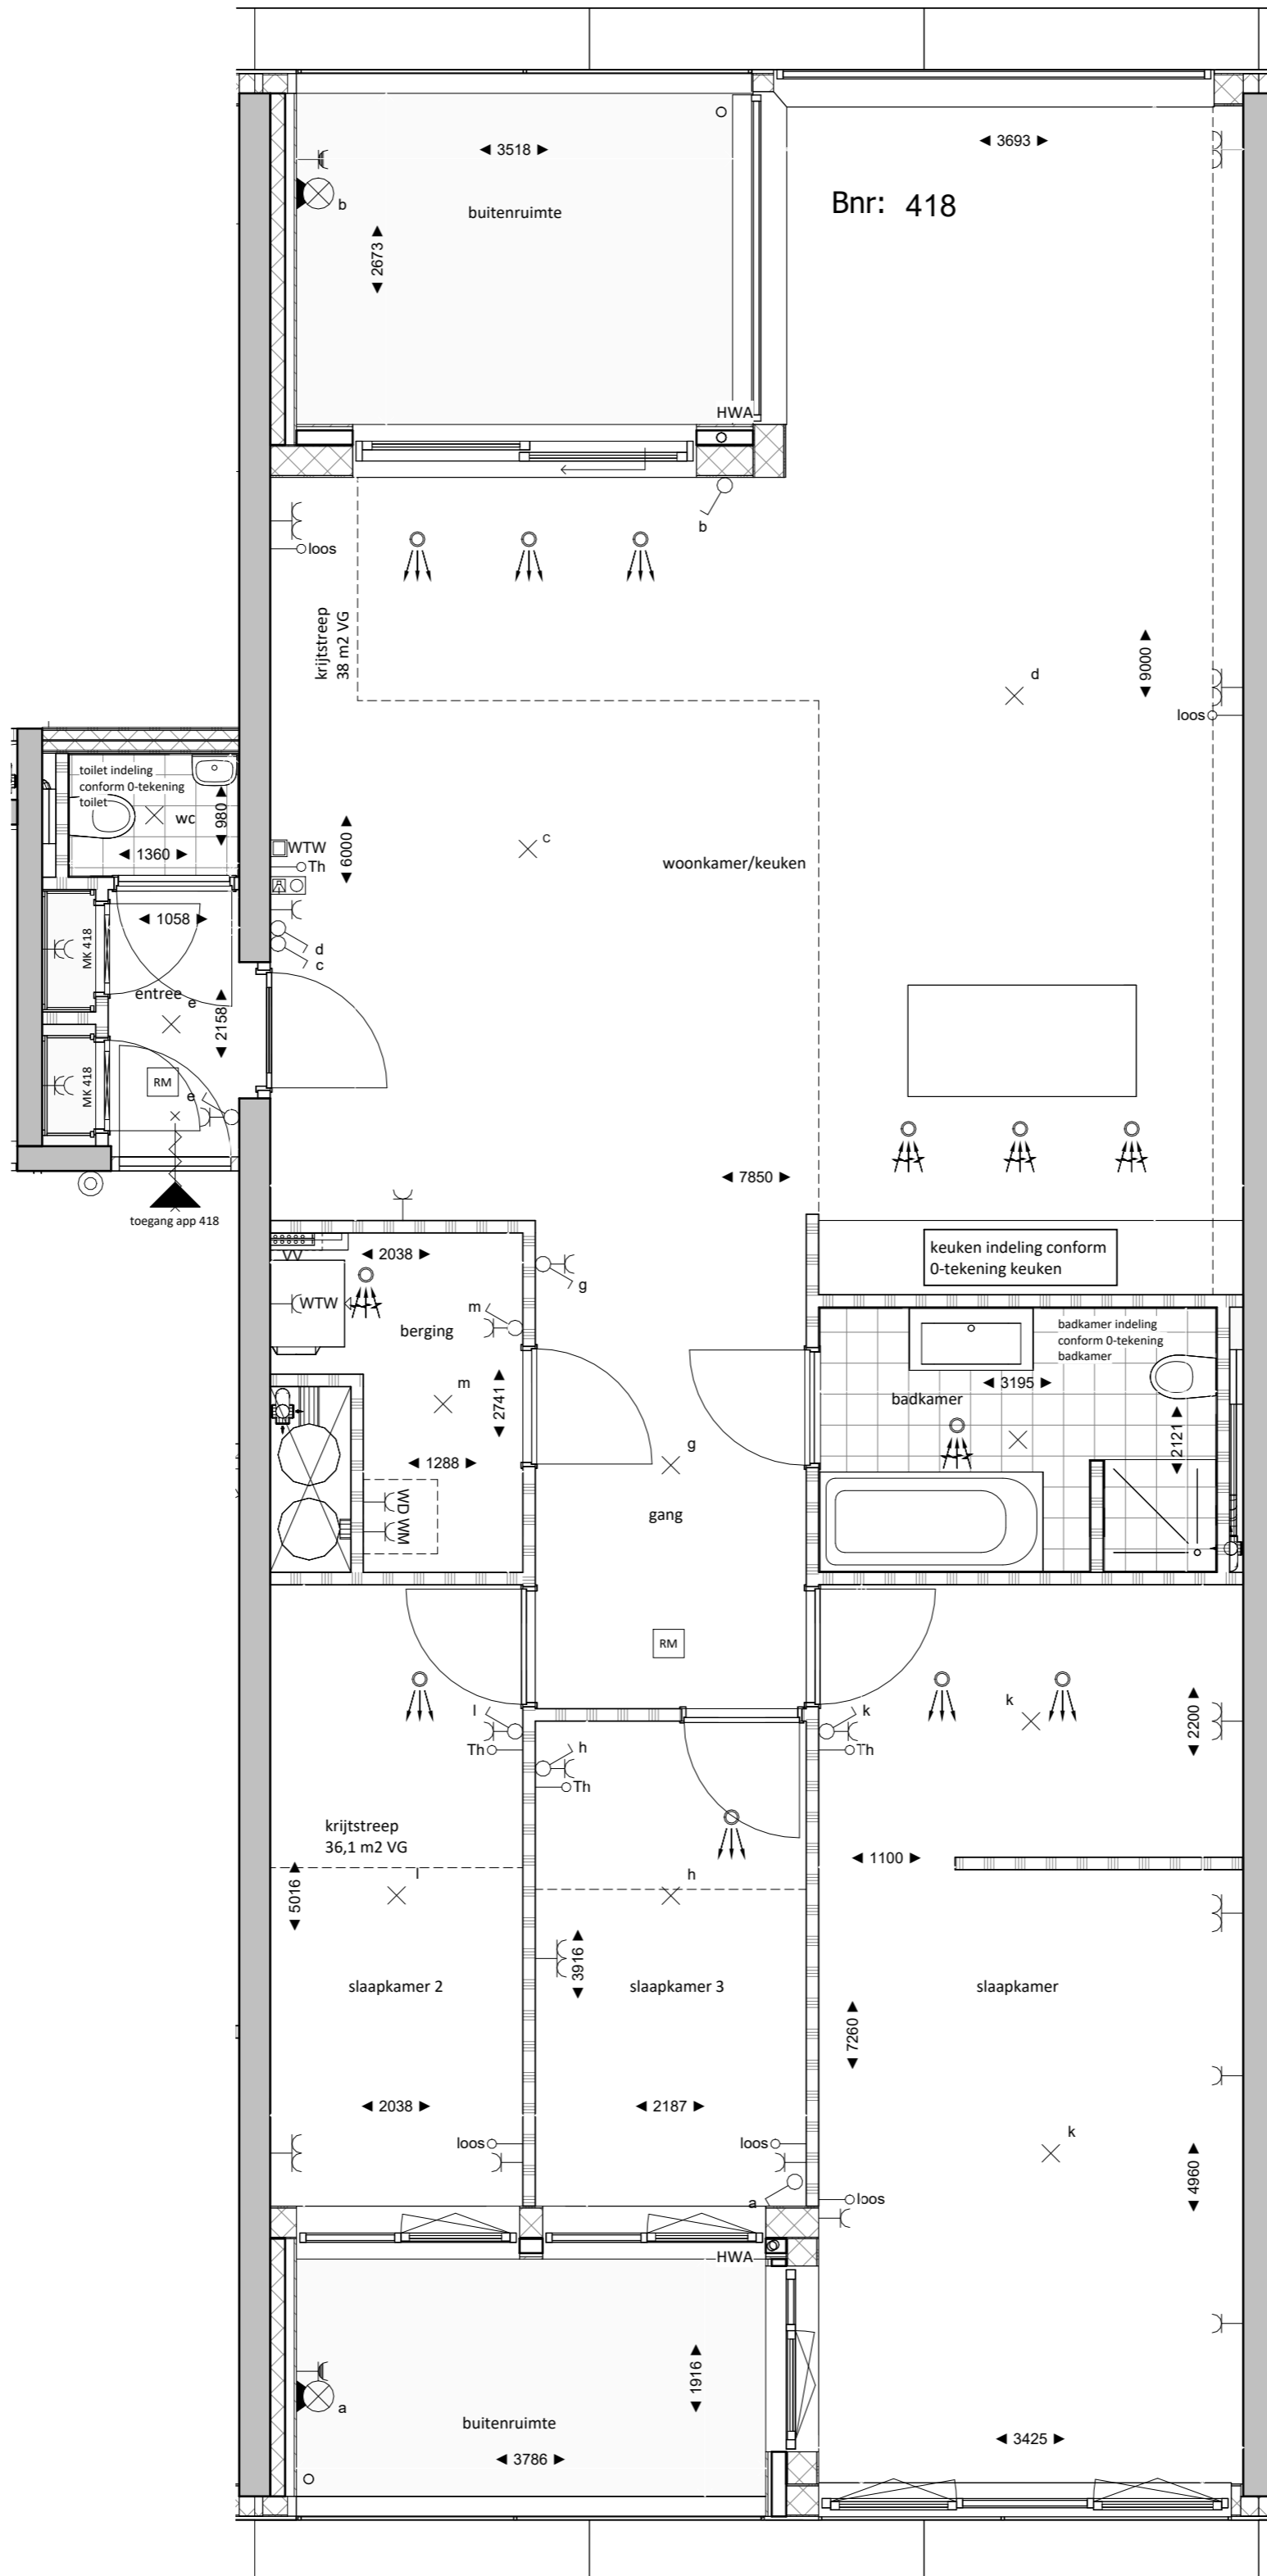 ◄ 3518 ►
◄ 3693 ►
b
buitenruimte
Bnr: 418
◄ 2673 ►
HWA
b
loos
krijtstreep
38 m2 VG
◄ 9000 ►
d
loos
toilet indeling
conform 0-tekening
toilet
wc
◄ 980 ►
◄ 1360 ►
WTW
Th
◄ 6000 ►
c
woonkamer/keuken
◄ 1058 ►
MK 418
d
c
entree
e
◄ 2158 ►
MK 418
RM
e
toegang app 418
◄ 7850 ►
keuken indeling conform
0-tekening keuken
◄ 2038 ►
g
WTW
m
berging
badkamer indeling
conform 0-tekening
badkamer
◄ 3195 ►
badkamer
m
◄ 2741 ►
◄ 2121 ►
g
◄ 1288 ►
WD WM
gang
RM
l
k
k
◄ 2200 ►
Th
h
Th
Th
krijtstreep
36,1 m2 VG
◄ 1100 ►
l
h
◄ 5016 ►
◄ 3916 ►
slaapkamer 2
slaapkamer 3
slaapkamer
◄ 7260 ►
◄ 2038 ►
◄ 2187 ►
loos
loos
k
◄ 4960 ►
a
loos
HWA
◄ 1916 ►
a
buitenruimte
◄ 3786 ►
◄ 3425 ►